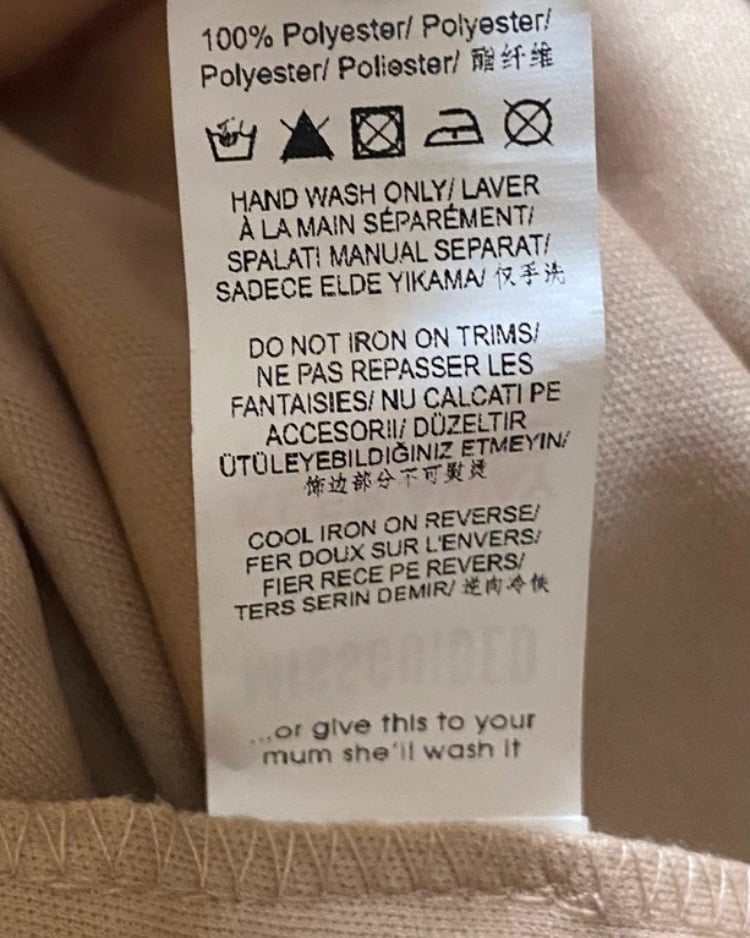 100% Polyester/ Polyester/
Polyester/ Poliester/ 酯纤维
HAND WASH ONLY/ LAVER
À LA MAIN SÉPARÉMENT/
SPALATI MANUAL SEPARAT/
SADECE ELDE YIKAMA/ 仅手洗
DO NOT IRON ON TRIMS/
NE PAS REPASSER LES
FANTAISIES/ NU CALCATI PE
ACCESORII/ DÜZELTIR
ÜTÜLEYEBILDIĞINIZ ETMEYIN/
饰边部分不可熨烫
COOL IRON ON REVERSE/
FER DOUX SUR L'ENVERS/
FIER RECE PE REVERS/
TERS SERIN DEMIR/ 逆向冷铁
...or give this to your
mum she'll wash it